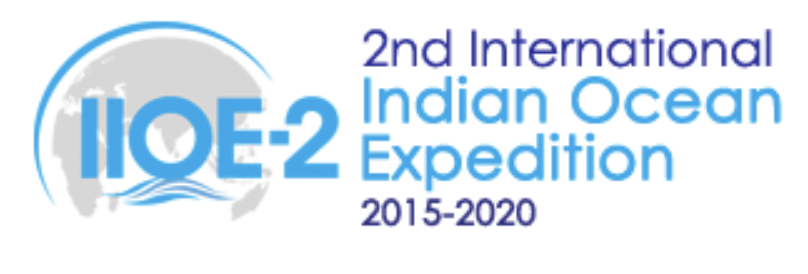 IIOE-2
2nd International
Indian Ocean
Expedition
2015-2020